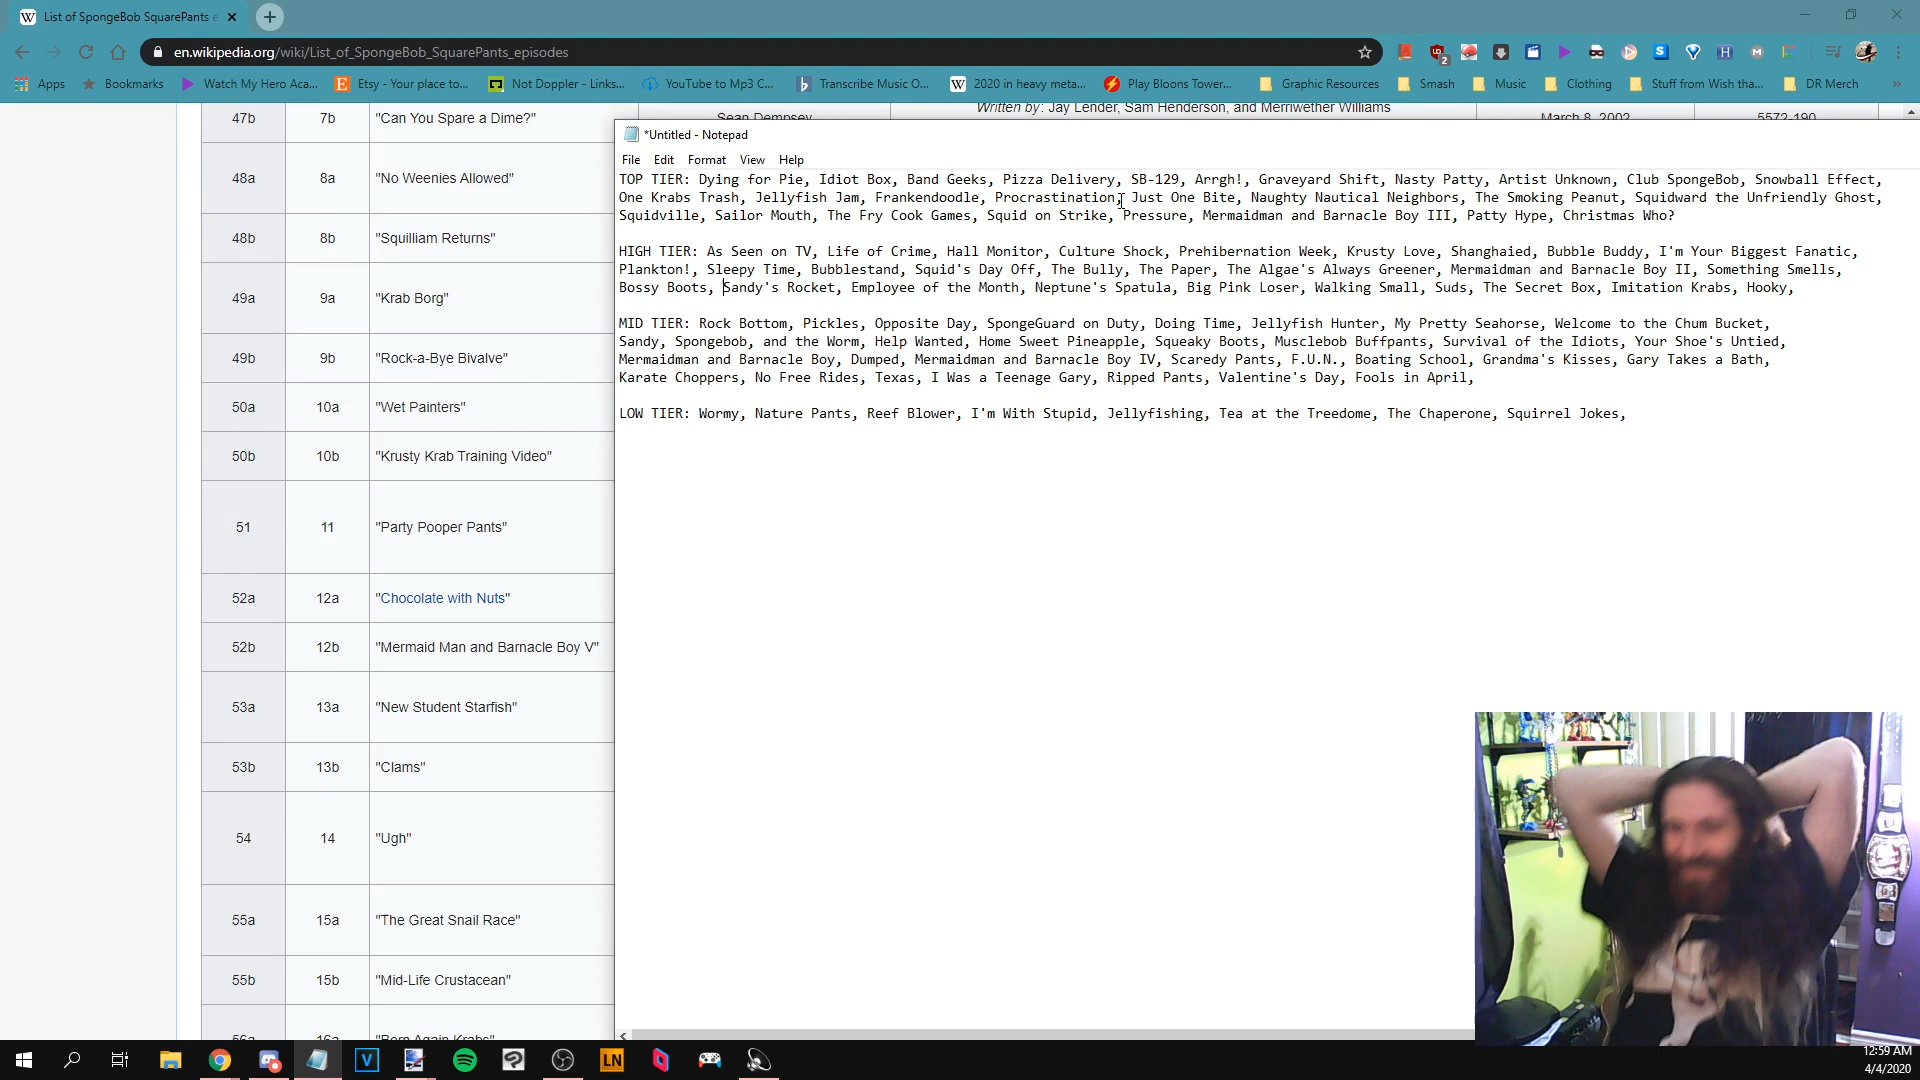 List of SpongeBob SquarePants e
en.wikipedia.org/wiki/List_of_SpongeBob_SquarePants_episodes
2
Apps
Bookmarks
Watch My Hero Aca...
Etsy - Your place to...
Not Doppler - Links...
YouTube to Mp3 C...
Transcribe Music O...
2020 in heavy meta...
Play Bloons Tower...
Graphic Resources
Smash
Music
Clothing
Stuff from Wish tha...
DR Merch
Written by: Jay Lender, Sam Henderson, and Merriwether Williams
47b 7b "Can You Spare a Dime?" Sean Dempsey March 8, 2002 5572-190
48a 8a "No Weenies Allowed"
48b 8b "Squilliam Returns"
49a 9a "Krab Borg"
49b 9b "Rock-a-Bye Bivalve"
50a 10a "Wet Painters"
50b 10b "Krusty Krab Training Video"
51 11 "Party Pooper Pants"
52a 12a "Chocolate with Nuts"
52b 12b "Mermaid Man and Barnacle Boy V"
53a 13a "New Student Starfish"
53b 13b "Clams"
54 14 "Ugh"
55a 15a "The Great Snail Race"
55b 15b "Mid-Life Crustacean"
56a 16a "Born Again Krabs"
*Untitled - Notepad
File Edit Format View Help
TOP TIER: Dying for Pie, Idiot Box, Band Geeks, Pizza Delivery, SB-129, Arrgh!, Graveyard Shift, Nasty Patty, Artist Unknown, Club SpongeBob, Snowball Effect,
One Krabs Trash, Jellyfish Jam, Frankendoodle, Procrastination, Just One Bite, Naughty Nautical Neighbors, The Smoking Peanut, Squidward the Unfriendly Ghost,
Squidville, Sailor Mouth, The Fry Cook Games, Squid on Strike, Pressure, Mermaidman and Barnacle Boy III, Patty Hype, Christmas Who?
HIGH TIER: As Seen on TV, Life of Crime, Hall Monitor, Culture Shock, Prehibernation Week, Krusty Love, Shanghaied, Bubble Buddy, I'm Your Biggest Fanatic,
Plankton!, Sleepy Time, Bubblestand, Squid's Day Off, The Bully, The Paper, The Algae's Always Greener, Mermaidman and Barnacle Boy II, Something Smells,
Bossy Boots, Sandy's Rocket, Employee of the Month, Neptune's Spatula, Big Pink Loser, Walking Small, Suds, The Secret Box, Imitation Krabs, Hooky,
MID TIER: Rock Bottom, Pickles, Opposite Day, SpongeGuard on Duty, Doing Time, Jellyfish Hunter, My Pretty Seahorse, Welcome to the Chum Bucket,
Sandy, Spongebob, and the Worm, Help Wanted, Home Sweet Pineapple, Squeaky Boots, Musclebob Buffpants, Survival of the Idiots, Your Shoe's Untied,
Mermaidman and Barnacle Boy, Dumped, Mermaidman and Barnacle Boy IV, Scaredy Pants, F.U.N., Boating School, Grandma's Kisses, Gary Takes a Bath,
Karate Choppers, No Free Rides, Texas, I Was a Teenage Gary, Ripped Pants, Valentine's Day, Fools in April,
LOW TIER: Wormy, Nature Pants, Reef Blower, I'm With Stupid, Jellyfishing, Tea at the Treedome, The Chaperone, Squirrel Jokes,
LN
12:59 AM
4/4/2020